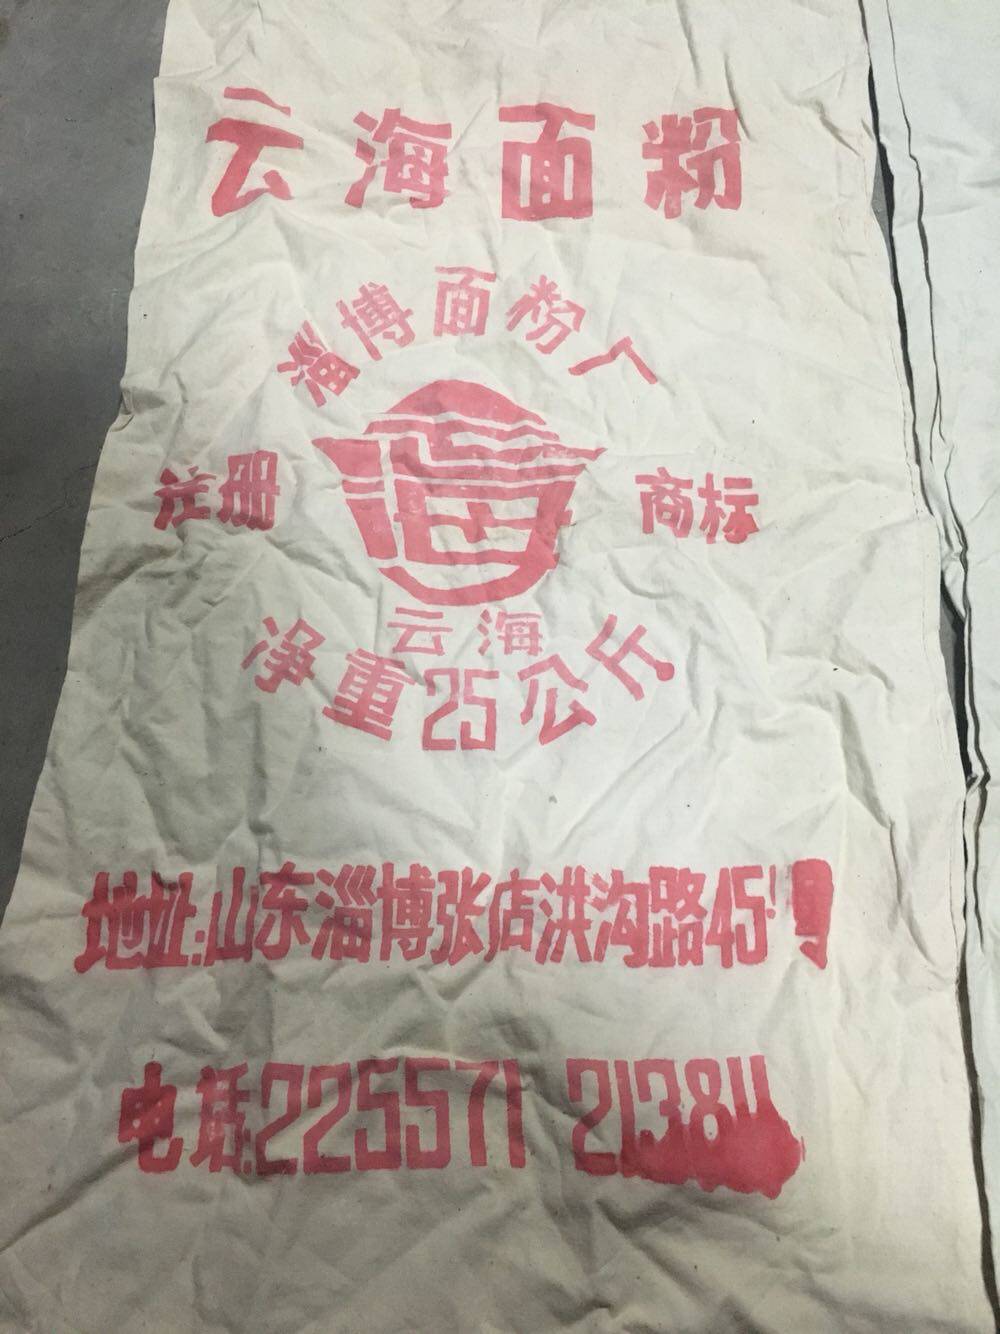 云海面粉
淄博面粉厂
注册 商标
云海
净重25公斤
地址:山东淄博张店洪沟路45号
电话:225571 21384